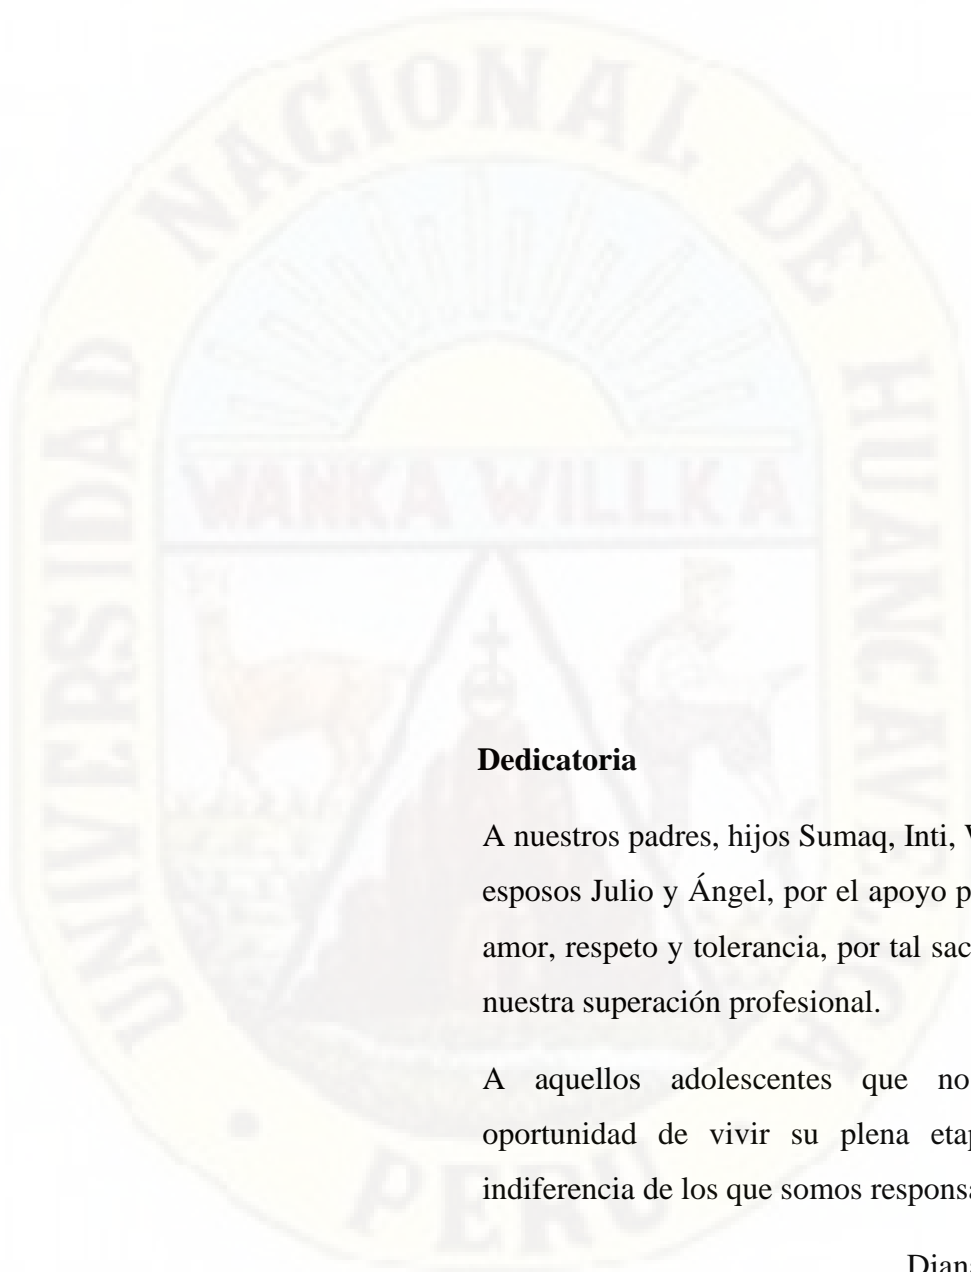 UNIVERSIDAD NACIONAL DE HUANCAVELICA
WANKA WILLKA
PERU
Dedicatoria
A nuestros padres, hijos Sumaq, Inti,
esposos Julio y Ángel, por el apoyo
amor, respeto y tolerancia, por tal
nuestra superación profesional.
A aquellos adolescentes que
oportunidad de vivir su plena
indiferencia de los que somos